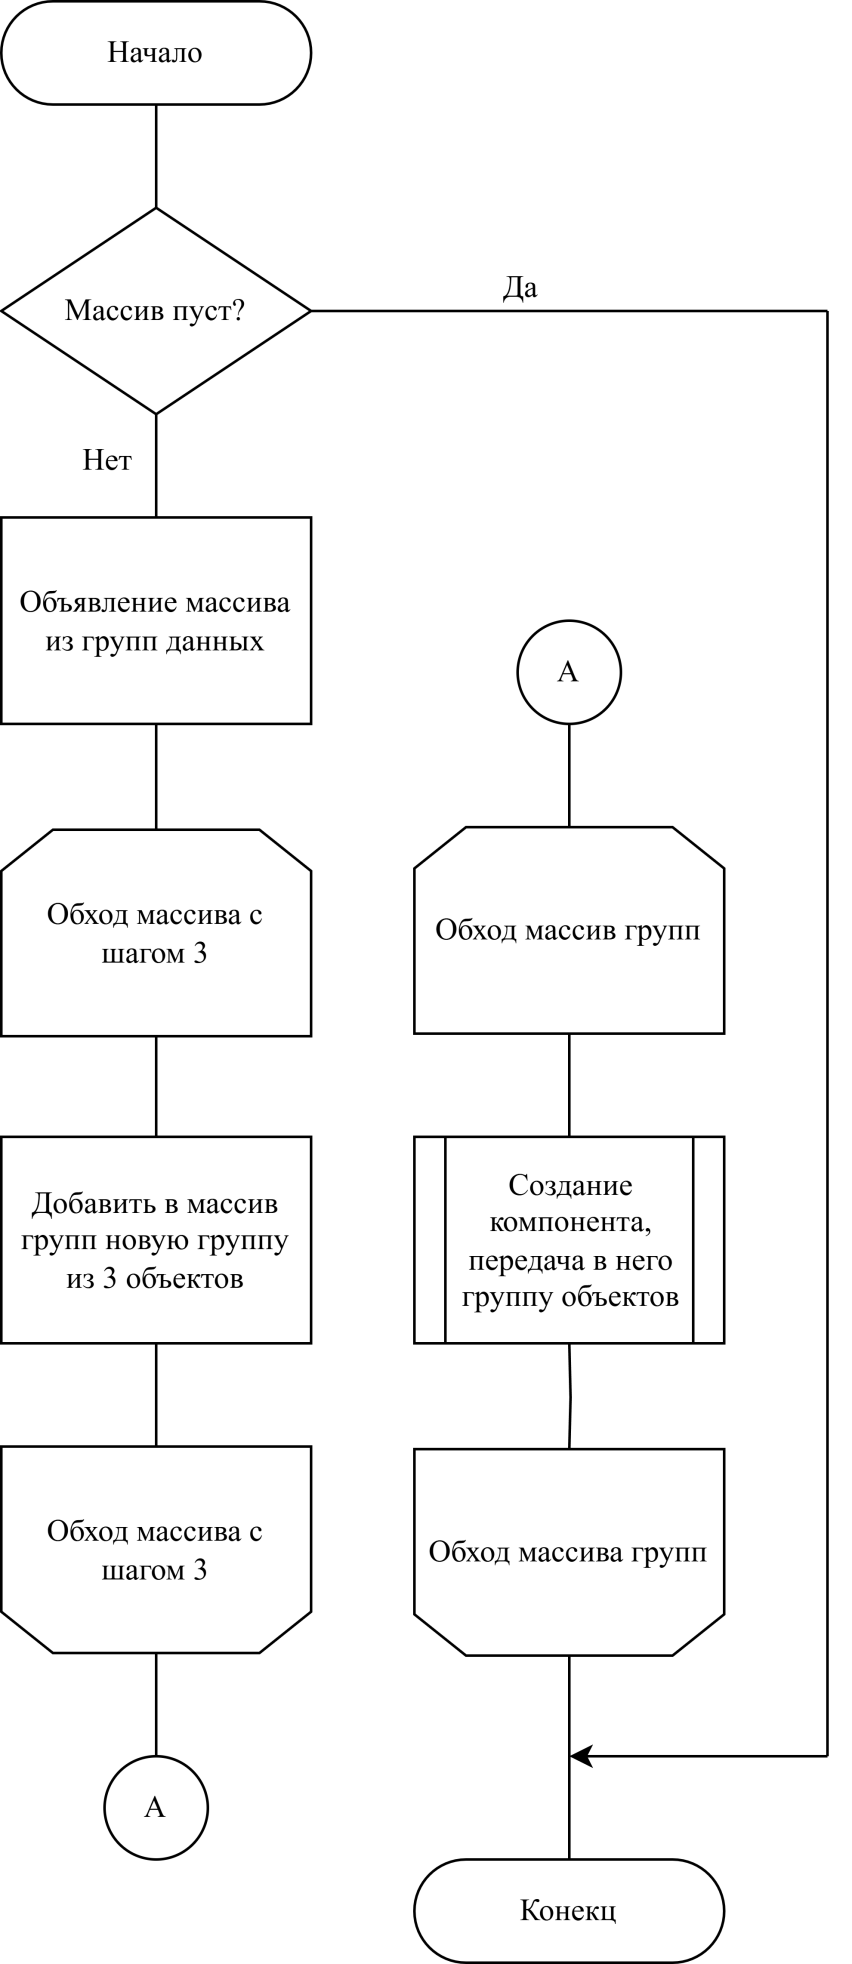 Начало
Массив пуст?
Да
Нет
Объявление массива
из групп данных
Обход массива с
шагом 3
Добавить в массив
групп новую группу
из 3 объектов
Обход массива с
шагом 3
А
А
Обход массив групп
Создание
компонента,
передача в него
группу объектов
Обход массива групп
Конекц